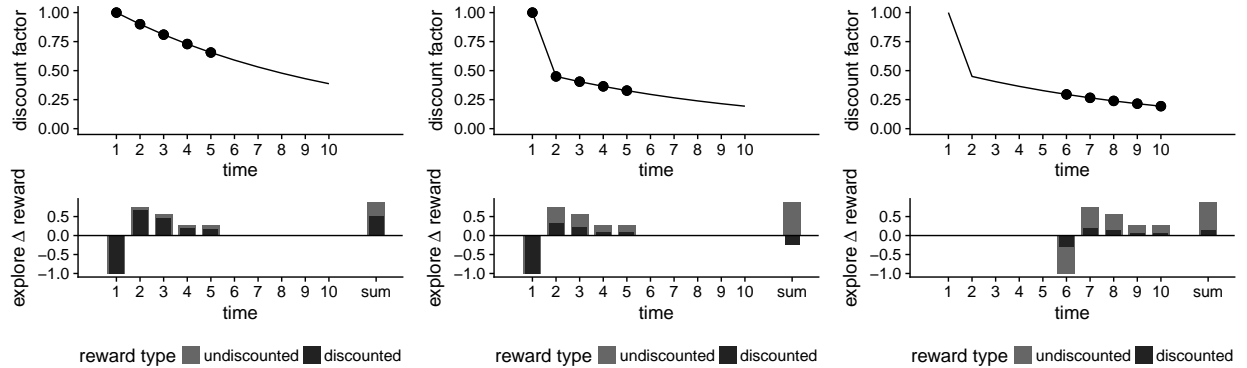 discount factor
1.00
0.75
0.50
0.25
0.00
1 2 3 4 5 6 7 8 9 10
time
explore Δ reward
0.5
0.0
−0.5
−1.0
1 2 3 4 5 6 7 8 9 10 sum
time
reward type undiscounted discounted
discount factor
1.00
0.75
0.50
0.25
0.00
1 2 3 4 5 6 7 8 9 10
time
explore Δ reward
0.5
0.0
−0.5
−1.0
1 2 3 4 5 6 7 8 9 10 sum
time
reward type undiscounted discounted
discount factor
1.00
0.75
0.50
0.25
0.00
1 2 3 4 5 6 7 8 9 10
time
explore Δ reward
0.5
0.0
−0.5
−1.0
1 2 3 4 5 6 7 8 9 10 sum
time
reward type undiscounted discounted